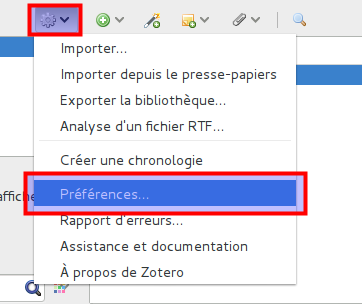 Importer...
Importer depuis le presse-papiers
Exporter la bibliothèque...
Analyse d'un fichier RTF...
Créer une chronologie
affiche
Préférences...
Rapport d'erreurs...
Assistance et documentation
À propos de Zotero